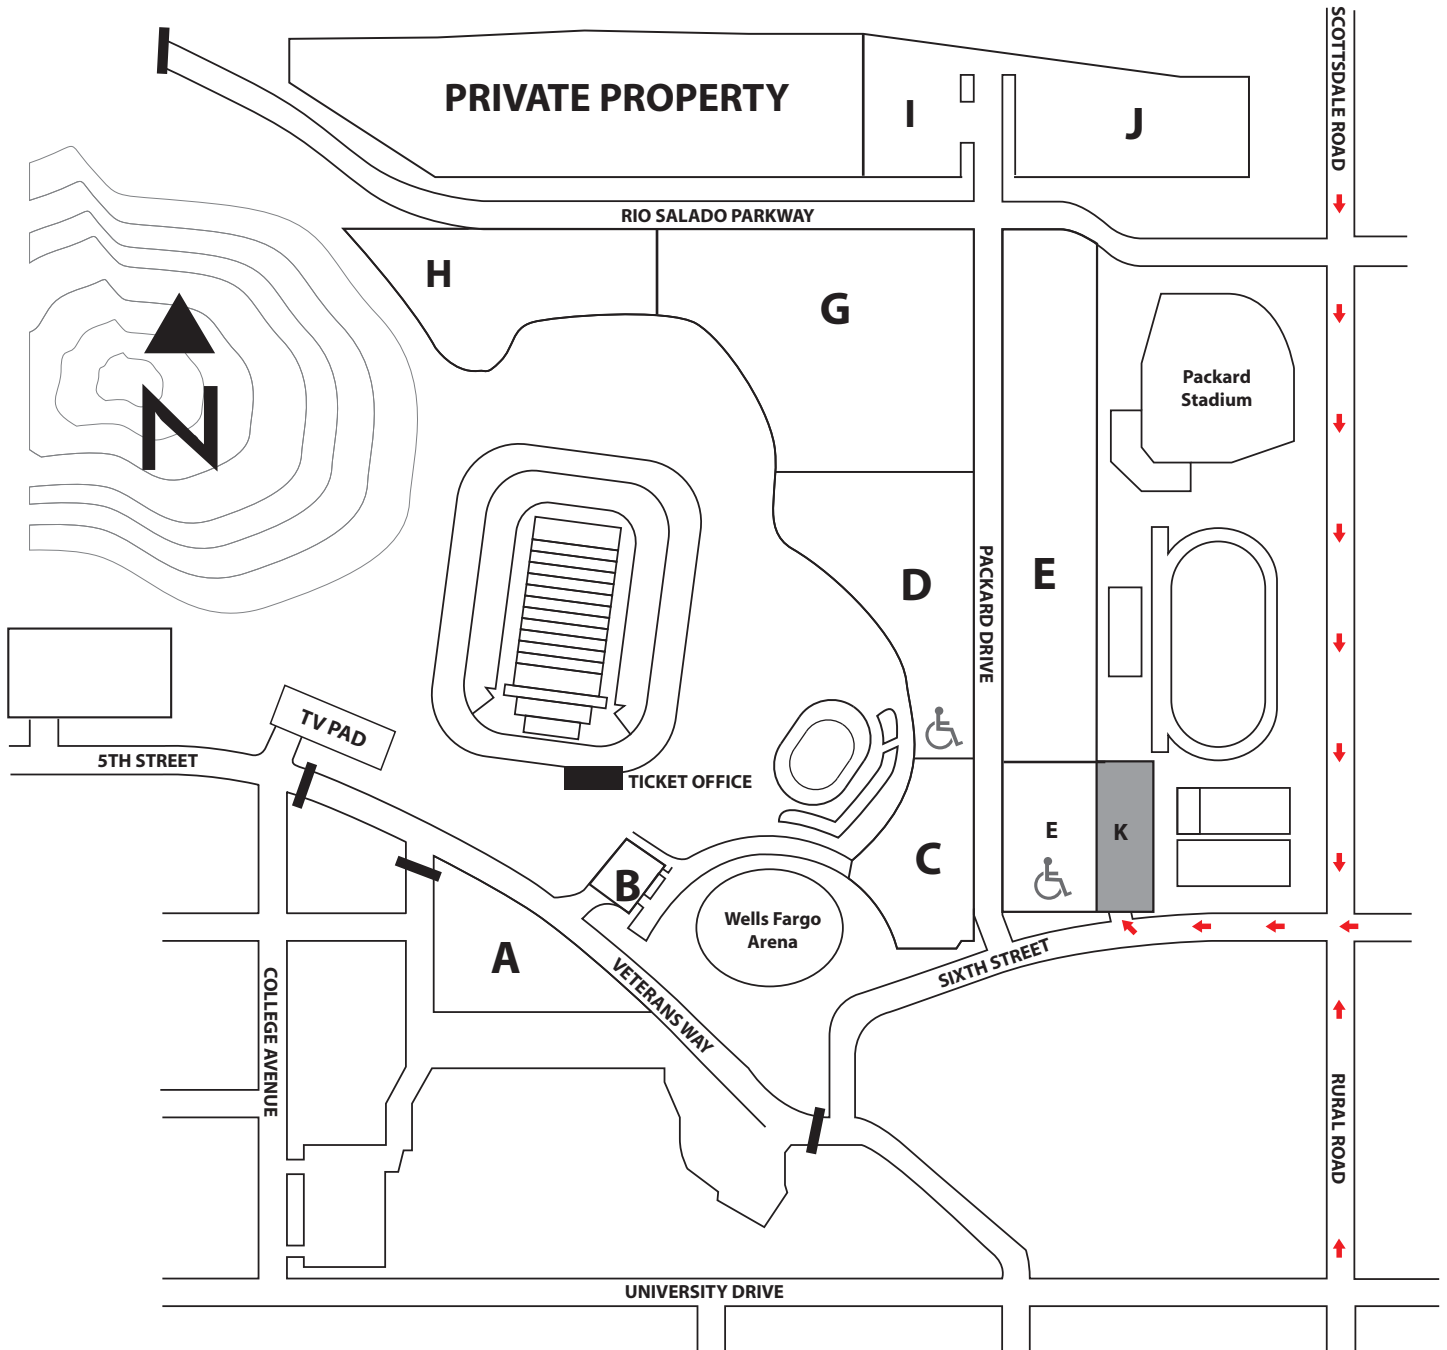 SCOTTSDALE ROAD
PRIVATE PROPERTY
I
J
RIO SALADO PARKWAY
H
G
N
Packard
Stadium
D
PACKARD DRIVE
E
TV PAD
5TH STREET
TICKET OFFICE
E
K
C
B
Wells Fargo
Arena
A
VETERANS WAY
SIXTH STREET
COLLEGE AVENUE
RURAL ROAD
UNIVERSITY DRIVE